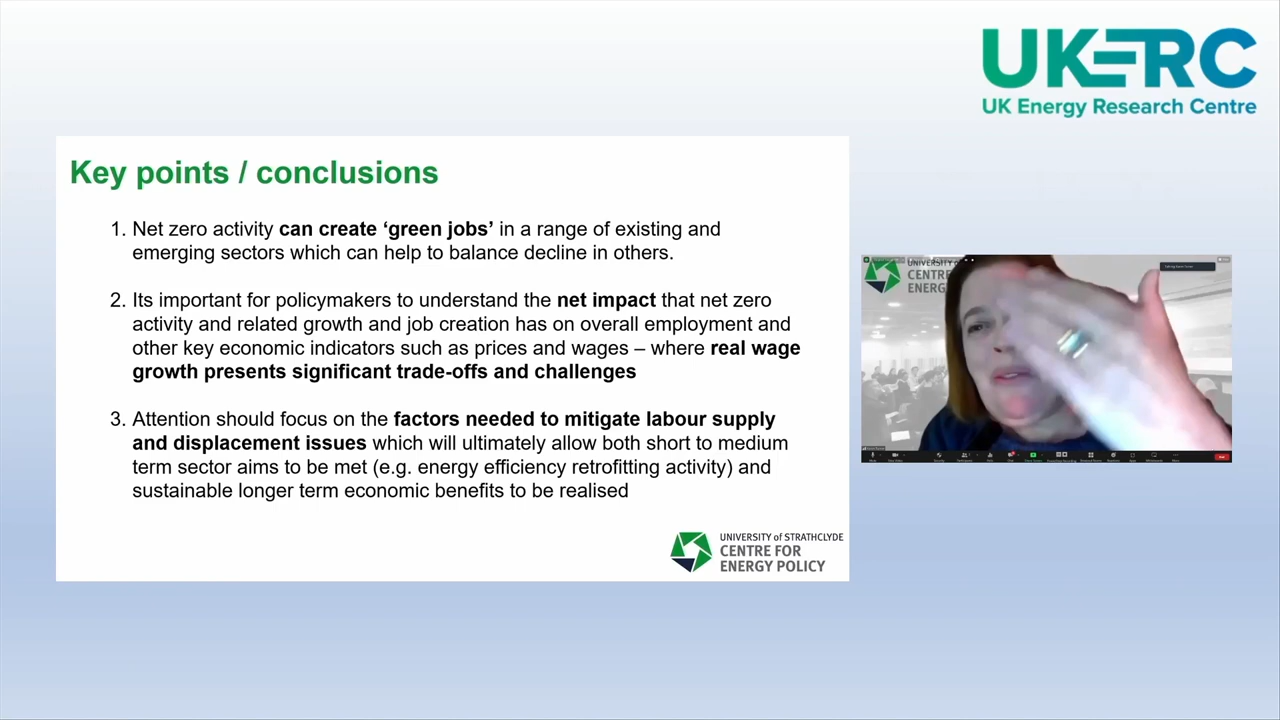 UKERC
UK Energy Research Centre
Key points / conclusions
1. Net zero activity can create ‘green jobs’ in a range of existing and
emerging sectors which can help to balance decline in others.
2. Its important for policymakers to understand the net impact that net zero
activity and related growth and job creation has on overall employment and
other key economic indicators such as prices and wages – where real wage
growth presents significant trade-offs and challenges
3. Attention should focus on the factors needed to mitigate labour supply
and displacement issues which will ultimately allow both short to medium
term sector aims to be met (e.g. energy efficiency retrofitting activity) and
sustainable longer term economic benefits to be realised
UNIVERSITY of STRATHCLYDE
CENTRE FOR
ENERGY POLICY
UNIVERSITY
CENTRE
ENERG